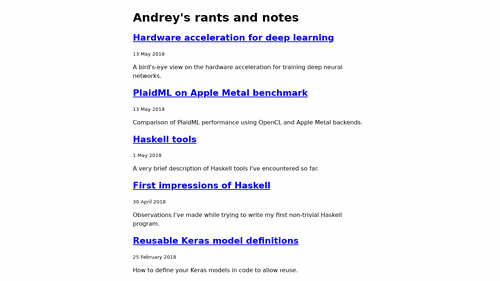 Andrey's rants and notes
Hardware acceleration for deep learning
13 May 2018
A bird's-eye view on the hardware acceleration for training deep neural
networks.
PlaidML on Apple Metal benchmark
13 May 2018
Comparison of PlaidML performance using OpenCL and Apple Metal backends.
Haskell tools
1 May 2018
A very brief description of Haskell tools I've encountered so far.
First impressions of Haskell
30 April 2018
Observations I've made while trying to write my first non-trivial Haskell
program.
Reusable Keras model definitions
25 February 2018
How to define your Keras models in code to allow reuse.